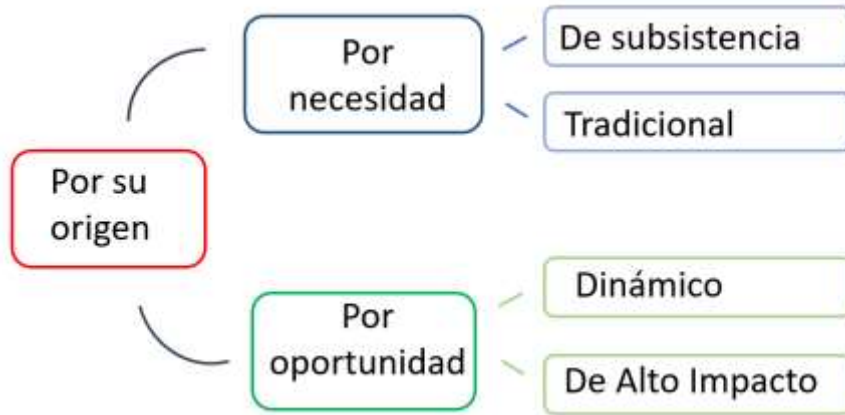 Por su
origen
Por
necesidad
De subsistencia
Tradicional
Por
oportunidad
Dinámico
De Alto Impacto